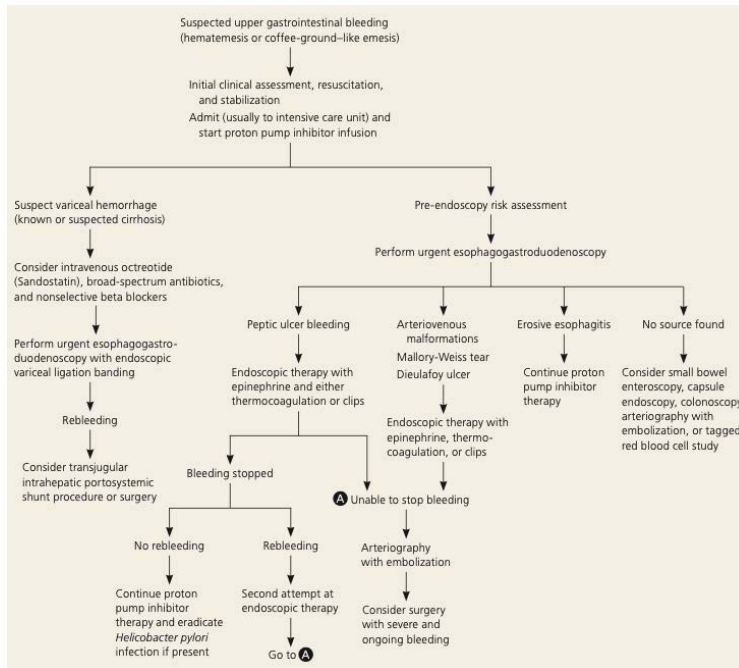 Suspected upper gastrointestinal bleeding
(hematemesis or coffee-ground–like emesis)
Initial clinical assessment, resuscitation,
and stabilization
Admit (usually to intensive care unit) and
start proton pump inhibitor infusion
Suspect variceal hemorrhage
(known or suspected cirrhosis)
Consider intravenous octreotide
(Sandostatin), broad-spectrum antibiotics,
and nonselective beta blockers
Perform urgent esophagogastro-
duodenoscopy with endoscopic
variceal ligation banding
Rebleeding
Consider transjugular
intrahepatic portosystemic
shunt procedure or surgery
Pre-endoscopy risk assessment
Perform urgent esophagogastroduodenoscopy
Peptic ulcer bleeding
Endoscopic therapy with
epinephrine and either
thermocoagulation or clips
Bleeding stopped
No rebleeding
Continue proton
pump inhibitor
therapy and eradicate
Helicobacter pylori
infection if present
Rebleeding
Second attempt at
endoscopic therapy
Go to A
Arteriovenous
malformations
Mallory-Weiss tear
Dieulafoy ulcer
Endoscopic therapy with
epinephrine, thermo-
coagulation, or clips
A Unable to stop bleeding
Arteriography
with embolization
Consider surgery
with severe and
ongoing bleeding
Erosive esophagitis
Continue proton
pump inhibitor
therapy
No source found
Consider small bowel
enteroscopy, capsule
endoscopy, colonoscopy,
arteriography with
embolization, or tagged
red blood cell study